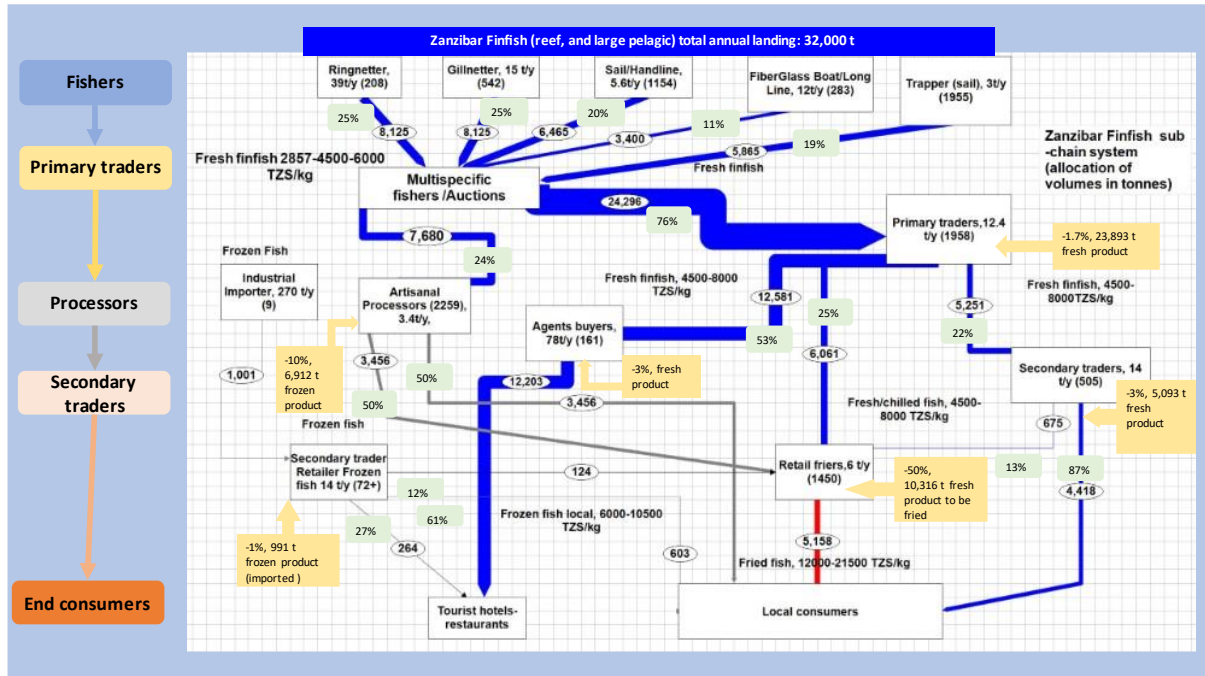 Zanzibar Finfish (reef, and large pelagic) total annual landing: 32,000 t
Fishers
Primary traders
Processors
Secondary
traders
End consumers
Ringnetter,
39t/y (208)
Gillnetter, 15 t/y
(542)
Sail/Handline,
5.6t/y (1154)
FiberGlass Boat/Long
Line, 12t/y (283)
Trapper (sail), 3t/y
(1955)
25%
8,125
25%
8,125
20%
6,465
11%
3,400
19%
5,865
Fresh finfish
Zanzibar Finfish sub
-chain system
(allocation of
volumes in tonnes)
Fresh finfish 2857-4500-6000
TZS/kg
Multispecific
fishers /Auctions
24,296
76%
Primary traders,12.4
t/y (1958)
-1.7%, 23,893 t
fresh product
7,680
24%
Frozen Fish
Industrial
Importer, 270 t/y
(9)
Artisanal
Processors (2259),
3.4t/y,
Fresh finfish, 4500-8000
TZS/kg
12,581
53%
25%
6,061
Fresh finfish, 4500-
8000TZS/kg
5,251
22%
Agents buyers,
78t/y (161)
-3%, fresh
product
Secondary traders, 14
t/y (505)
-3%, 5,093 t
fresh
product
1,001
-10%,
6,912 t
frozen
product
3,456
50%
50%
3,456
12,203
Frozen fish
Fresh/chilled fish, 4500-
8000 TZS/kg
675
13%
87%
4,418
Secondary trader
Retailer Frozen
fish 14 t/y (72+)
124
12%
61%
27%
264
Retail friers,6 t/y
(1450)
-50%,
10,316 t fresh
product to be
fried
-1%, 991 t
frozen product
(imported )
Frozen fish local, 6000-10500
TZS/kg
603
5,158
Fried fish, 12000-21500 TZS/kg
Tourist hotels-
restaurants
Local consumers